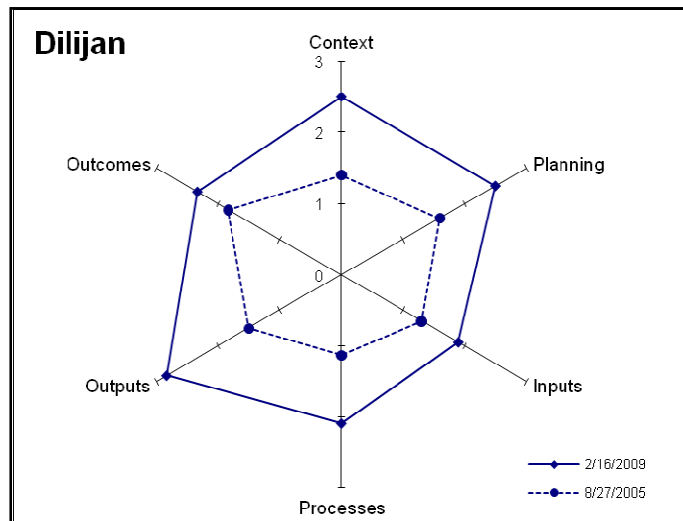 Dilijan
Context
3
2
1
0
Outcomes
Planning
Outputs
Inputs
Processes
2/16/2009
8/27/2005